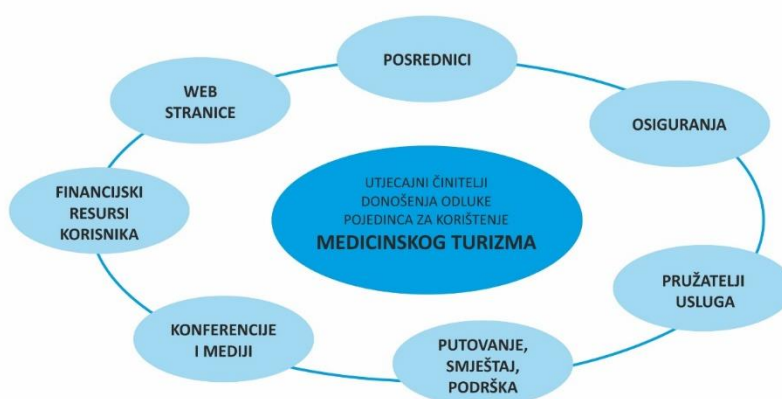 POSREDNICI
WEB
STRANICE
OSIGURANJA
UTJECAJNI ČINITELJI
DONOŠENJA ODLUKE
POJEDINCA ZA KORIŠTENJE
MEDICINSKOG TURIZMA
FINANCIJSKI
RESURSI
KORISNIKA
PRUŽATELJI
USLUGA
KONFERENCIJE
I MEDIJI
PUTOVANJE,
SMJEŠTAJ,
PODRŠKA